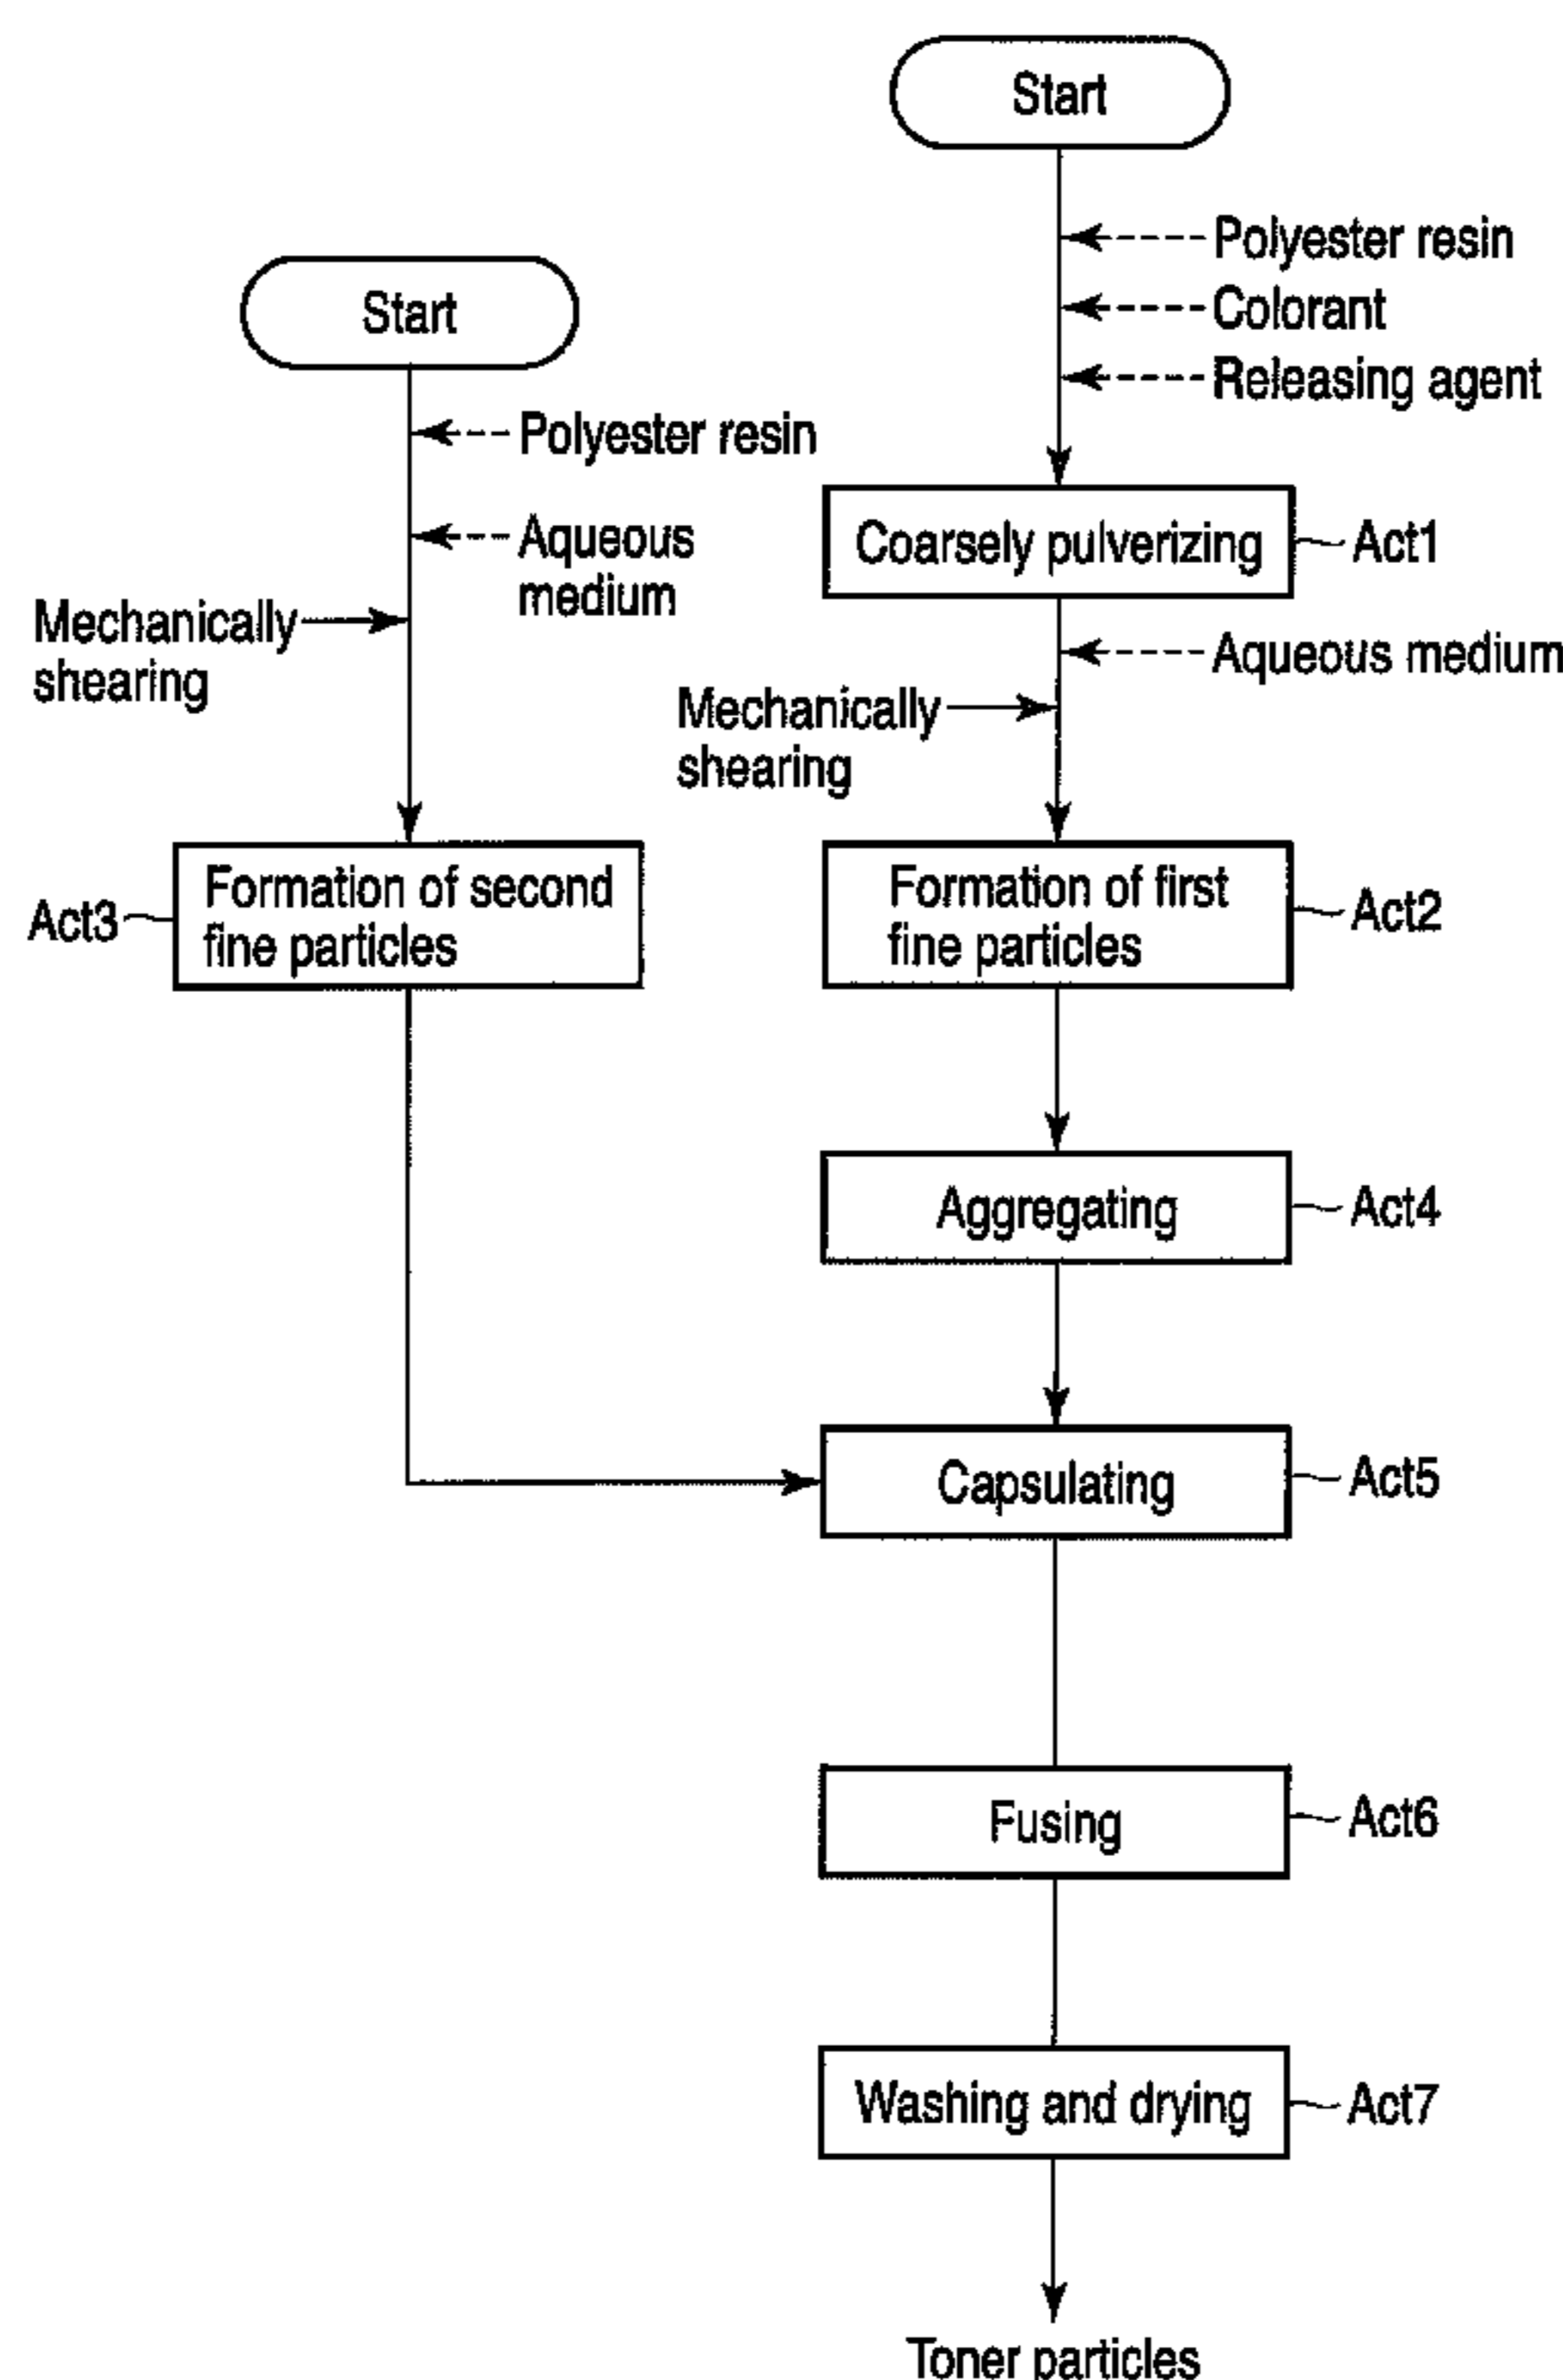 Start
Polyester resin
Colorant
Releasing agent
Start
Polyester resin
Coarsely pulverizing
Act1
Aqueous
medium
Mechanically
shearing
Aqueous medium
Mechanically
shearing
Act3
Formation of second
fine particles
Formation of first
fine particles
Act2
Aggregating
Act4
Capsulating
Act5
Fusing
Act6
Washing and drying
Act7
Toner particles